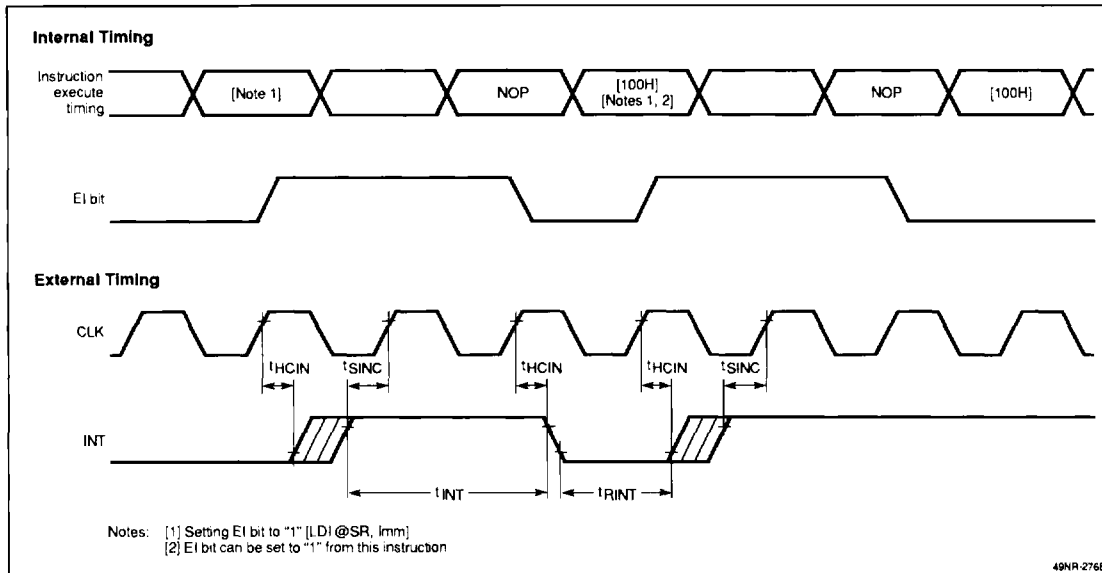 Internal Timing
Instruction
execute
timing
[Note 1]
NOP
[100H]
[Notes 1, 2]
NOP
[100H]
EI bit
External Timing
CLK
tHCIN
tSINC
tHCIN
tHCIN
tSINC
INT
tINT
tRINT
Notes: [1] Setting EI bit to "1" [LDI @SR, Imm]
[2] EI bit can be set to "1" from this instruction
49NR-276B